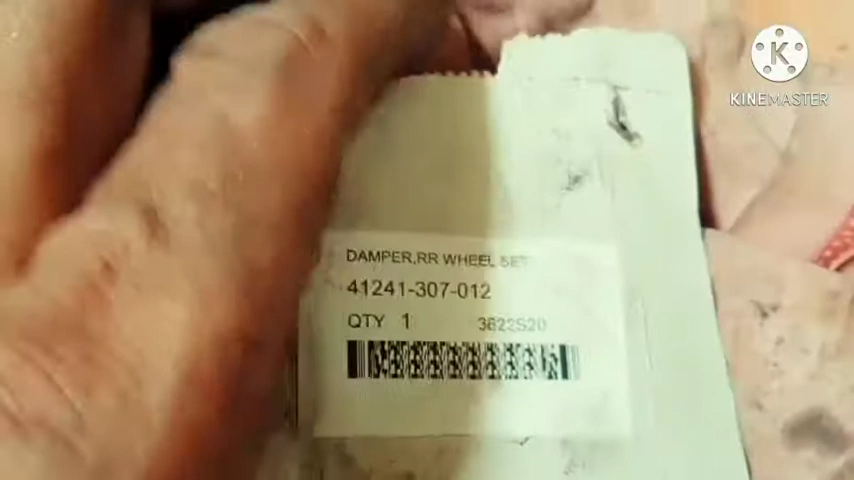 K
KINEMASTER
DAMPER,RR WHEEL SET
41241-307-012
QTY 1 3622S20